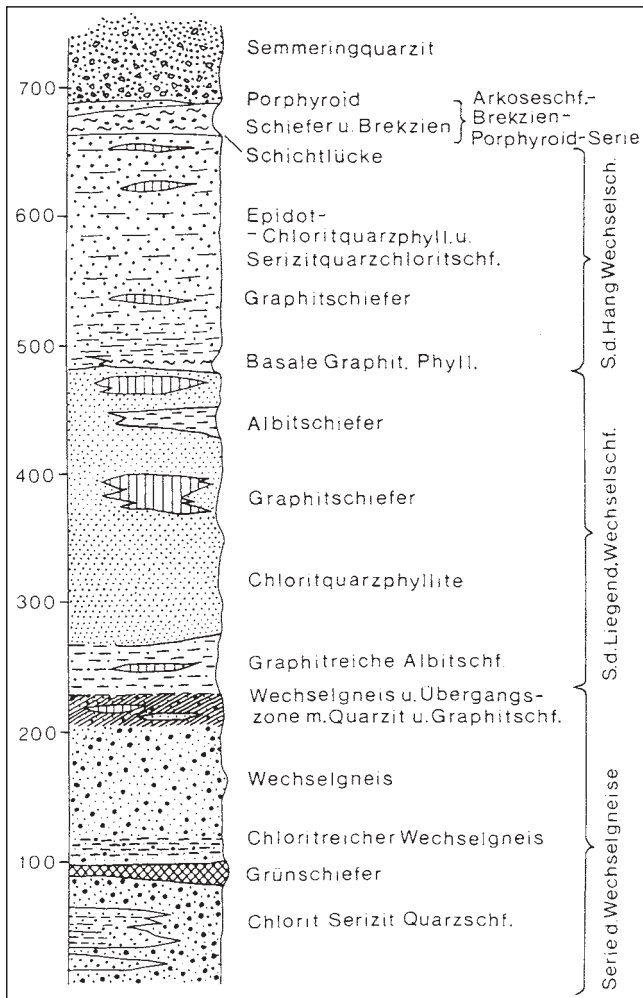 Semmeringquarzit
700
Porphyroid
Schiefer u. Brekzien
Arkoseschf.-
Brekzien-
Porphyroid-Serie
Schichtlücke
600
Epidot-
-Chloritquarzphyll. u.
Serizitquarzchloritschf.
Graphitschiefer
500
Basale Graphit. Phyll.
Albitschiefer
400
Graphitschiefer
Chloritquarzphyllite
300
Graphitreiche Albitschf.
Wechselgneis u. Übergangs-
zone m. Quarzit u. Graphitschf.
200
Wechselgneis
Chloritreicher Wechselgneis
100
Grünschiefer
Chlorit Serizit Quarzschf.
S.d. Hang Wechselsch.
S.d. Liegend. Wechselschf.
Serie d. Wechselgneise